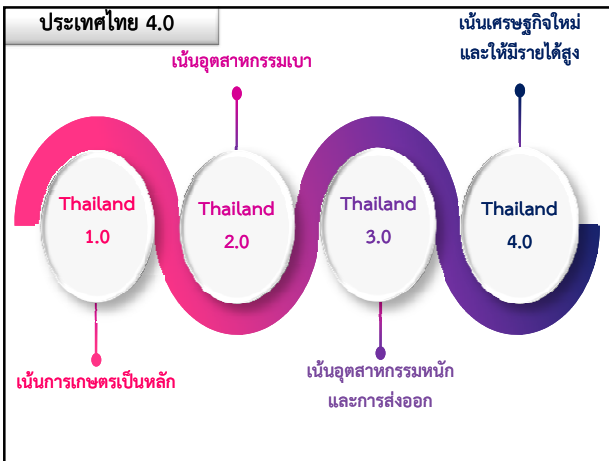 ประเทศไทย 4.0
เน้นเศรษฐกิจใหม่
และให้มีรายได้สูง
เน้นอุตสาหกรรมเบา
Thailand
1.0
Thailand
2.0
Thailand
3.0
Thailand
4.0
เน้นการเกษตรเป็นหลัก
เน้นอุตสาหกรรมหนัก
และการส่งออก